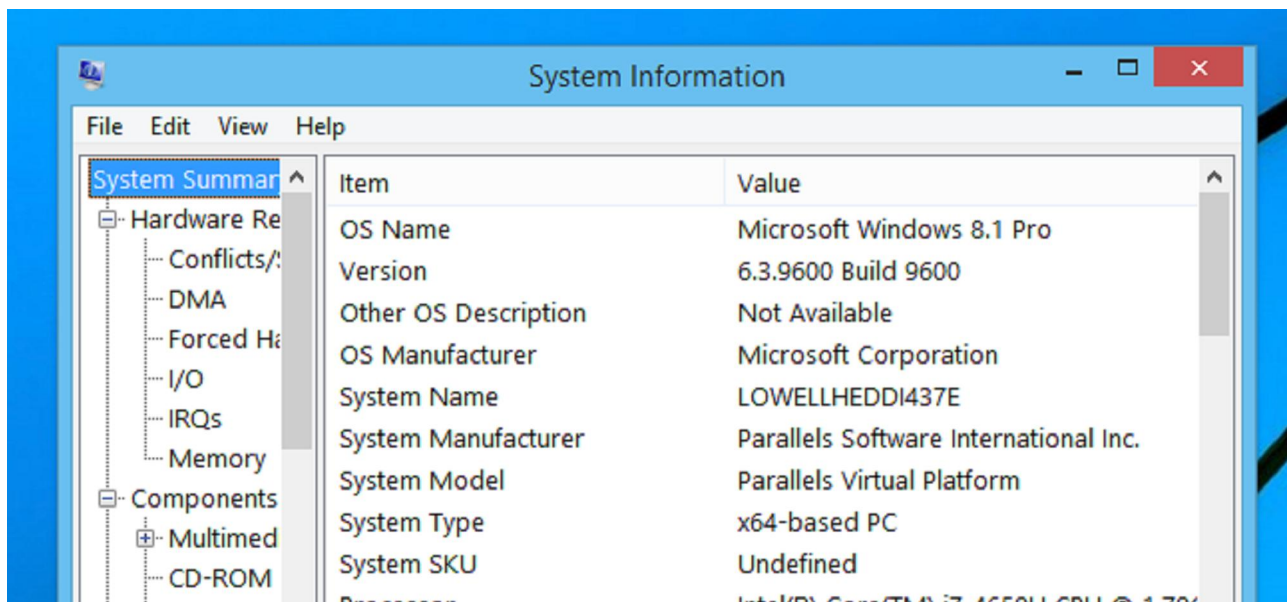 System Information
File Edit View Help
System Summar
Hardware Re
Conflicts/
DMA
Forced Ha
I/O
IRQs
Memory
Components
Multimed
CD-ROM
Item Value
OS Name Microsoft Windows 8.1 Pro
Version 6.3.9600 Build 9600
Other OS Description Not Available
OS Manufacturer Microsoft Corporation
System Name LOWELLHEDDI437E
System Manufacturer Parallels Software International Inc.
System Model Parallels Virtual Platform
System Type x64-based PC
System SKU Undefined